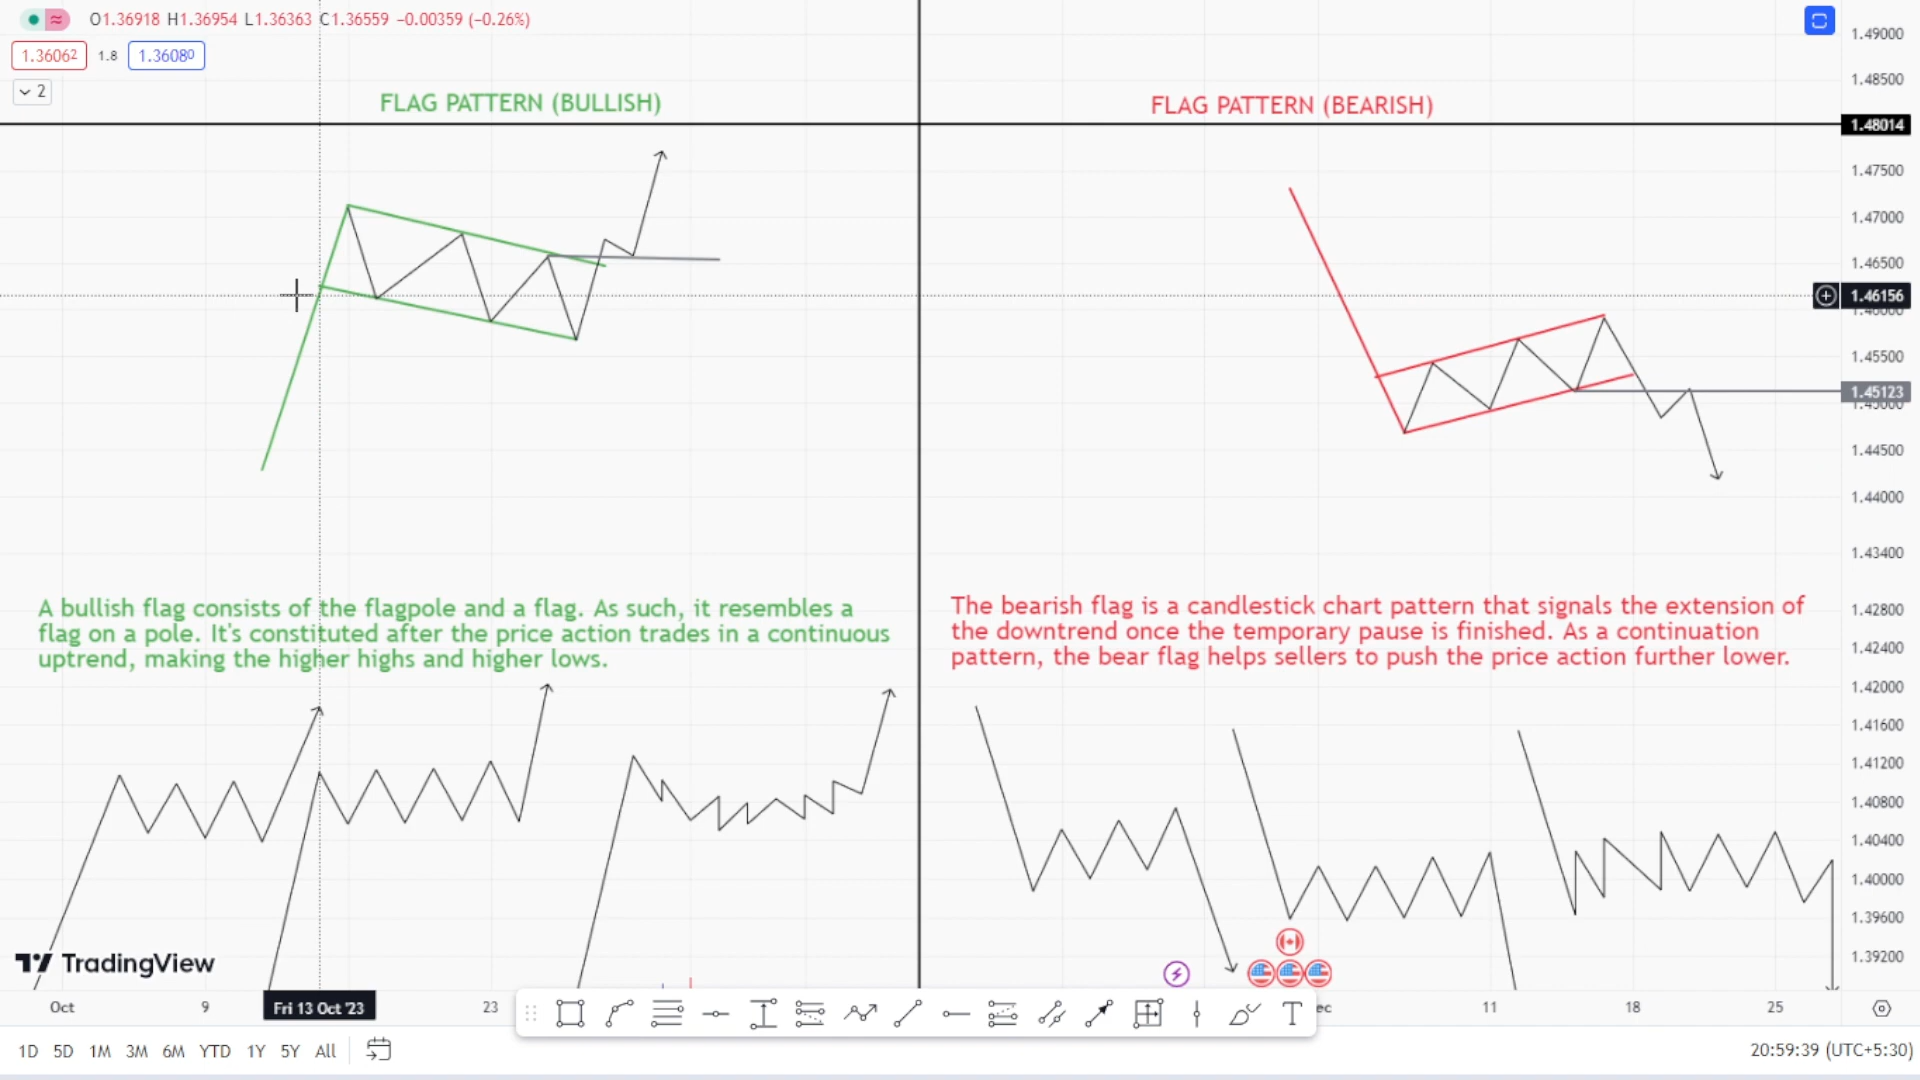 O1.36918 H1.36954 L1.36363 C1.36559 −0.00359 (−0.26%)
1.36062 1.8 1.36080
2
FLAG PATTERN (BULLISH)
FLAG PATTERN (BEARISH)
1.49000
1.48500
1.48014
1.47500
1.47000
1.46500
1.46156
1.46000
1.45500
1.45123
1.45000
1.44500
1.44000
1.43400
1.42800
1.42400
1.42000
1.41600
1.41200
1.40800
1.40400
1.40000
1.39600
1.39200
A bullish flag consists of the flagpole and a flag. As such, it resembles a
flag on a pole. It's constituted after the price action trades in a continuous
uptrend, making the higher highs and higher lows.
The bearish flag is a candlestick chart pattern that signals the extension of
the downtrend once the temporary pause is finished. As a continuation
pattern, the bear flag helps sellers to push the price action further lower.
TradingView
Oct 9 Fri 13 Oct '23 23 ec 11 18 25
1D 5D 1M 3M 6M YTD 1Y 5Y All
20:59:39 (UTC+5:30)